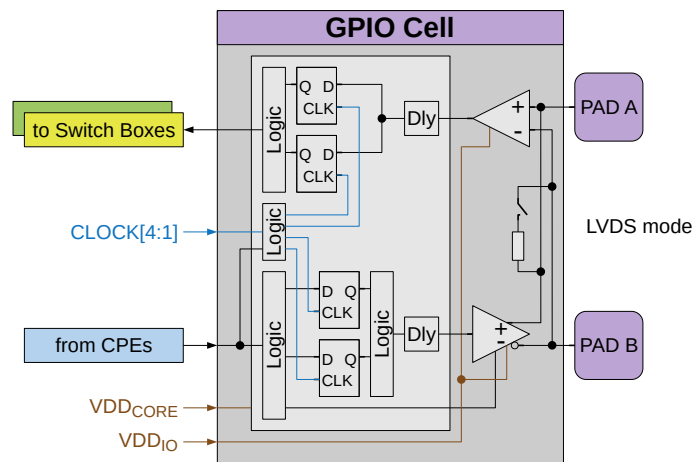 GPIO Cell
Q D
CLK
Logic
Dly
+
-
PAD A
to Switch Boxes
Q D
CLK
CLOCK[4:1]
Logic
LVDS mode
D Q
CLK
Logic
Logic
Dly
+
-
from CPEs
PAD B
D Q
CLK
VDDCORE
VDDIO